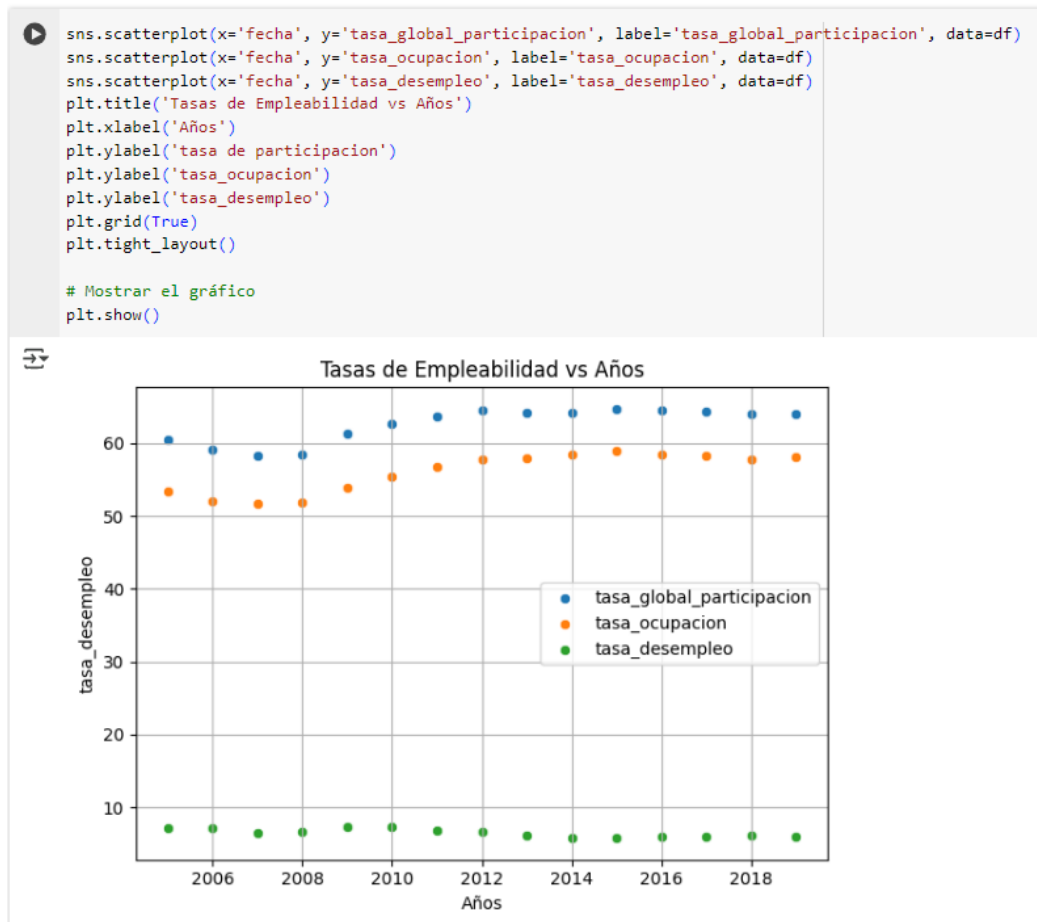 sns.scatterplot(x='fecha', y='tasa_global_participacion', label='tasa_global_participacion', data=df)
sns.scatterplot(x='fecha', y='tasa_ocupacion', label='tasa_ocupacion', data=df)
sns.scatterplot(x='fecha', y='tasa_desempleo', label='tasa_desempleo', data=df)
plt.title('Tasas de Empleabilidad vs Años')
plt.xlabel('Años')
plt.ylabel('tasa de participacion')
plt.ylabel('tasa_ocupacion')
plt.ylabel('tasa_desempleo')
plt.grid(True)
plt.tight_layout()
# Mostrar el gráfico
plt.show()
Tasas de Empleabilidad vs Años
60
50
40
30
20
10
tasa_desempleo
tasa_global_participacion
tasa_ocupacion
tasa_desempleo
2006 2008 2010 2012 2014 2016 2018
Años